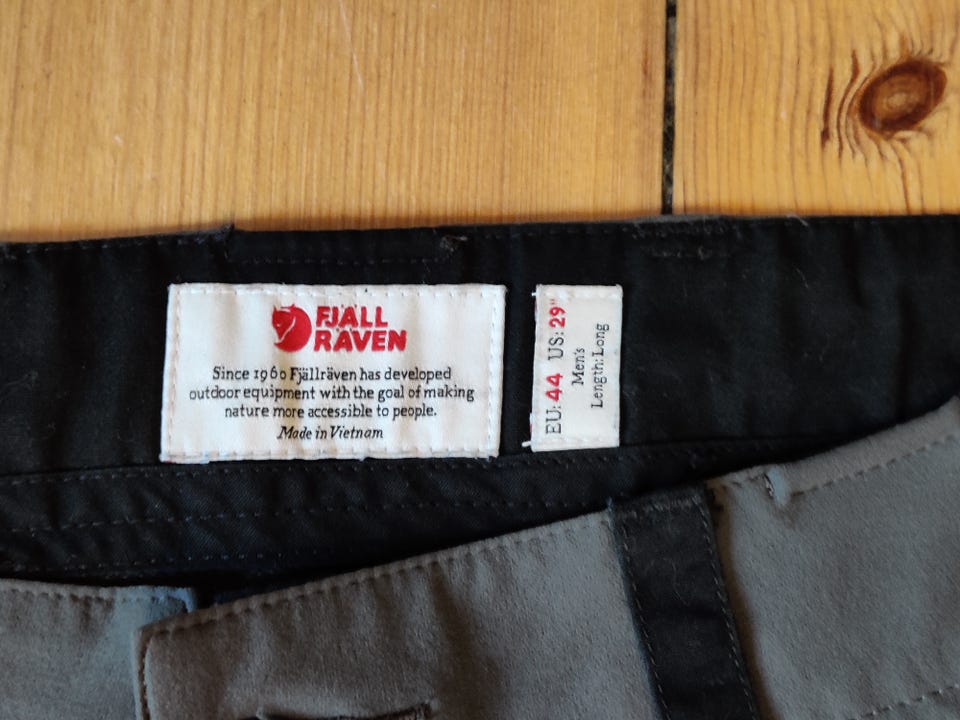 FJÄLL
RÄVEN
Since 1960 Fjällräven has developed
outdoor equipment with the goal of making
nature more accessible to people.
Made in Vietnam
EU: 44 US: 29"
Men's
Length: Long